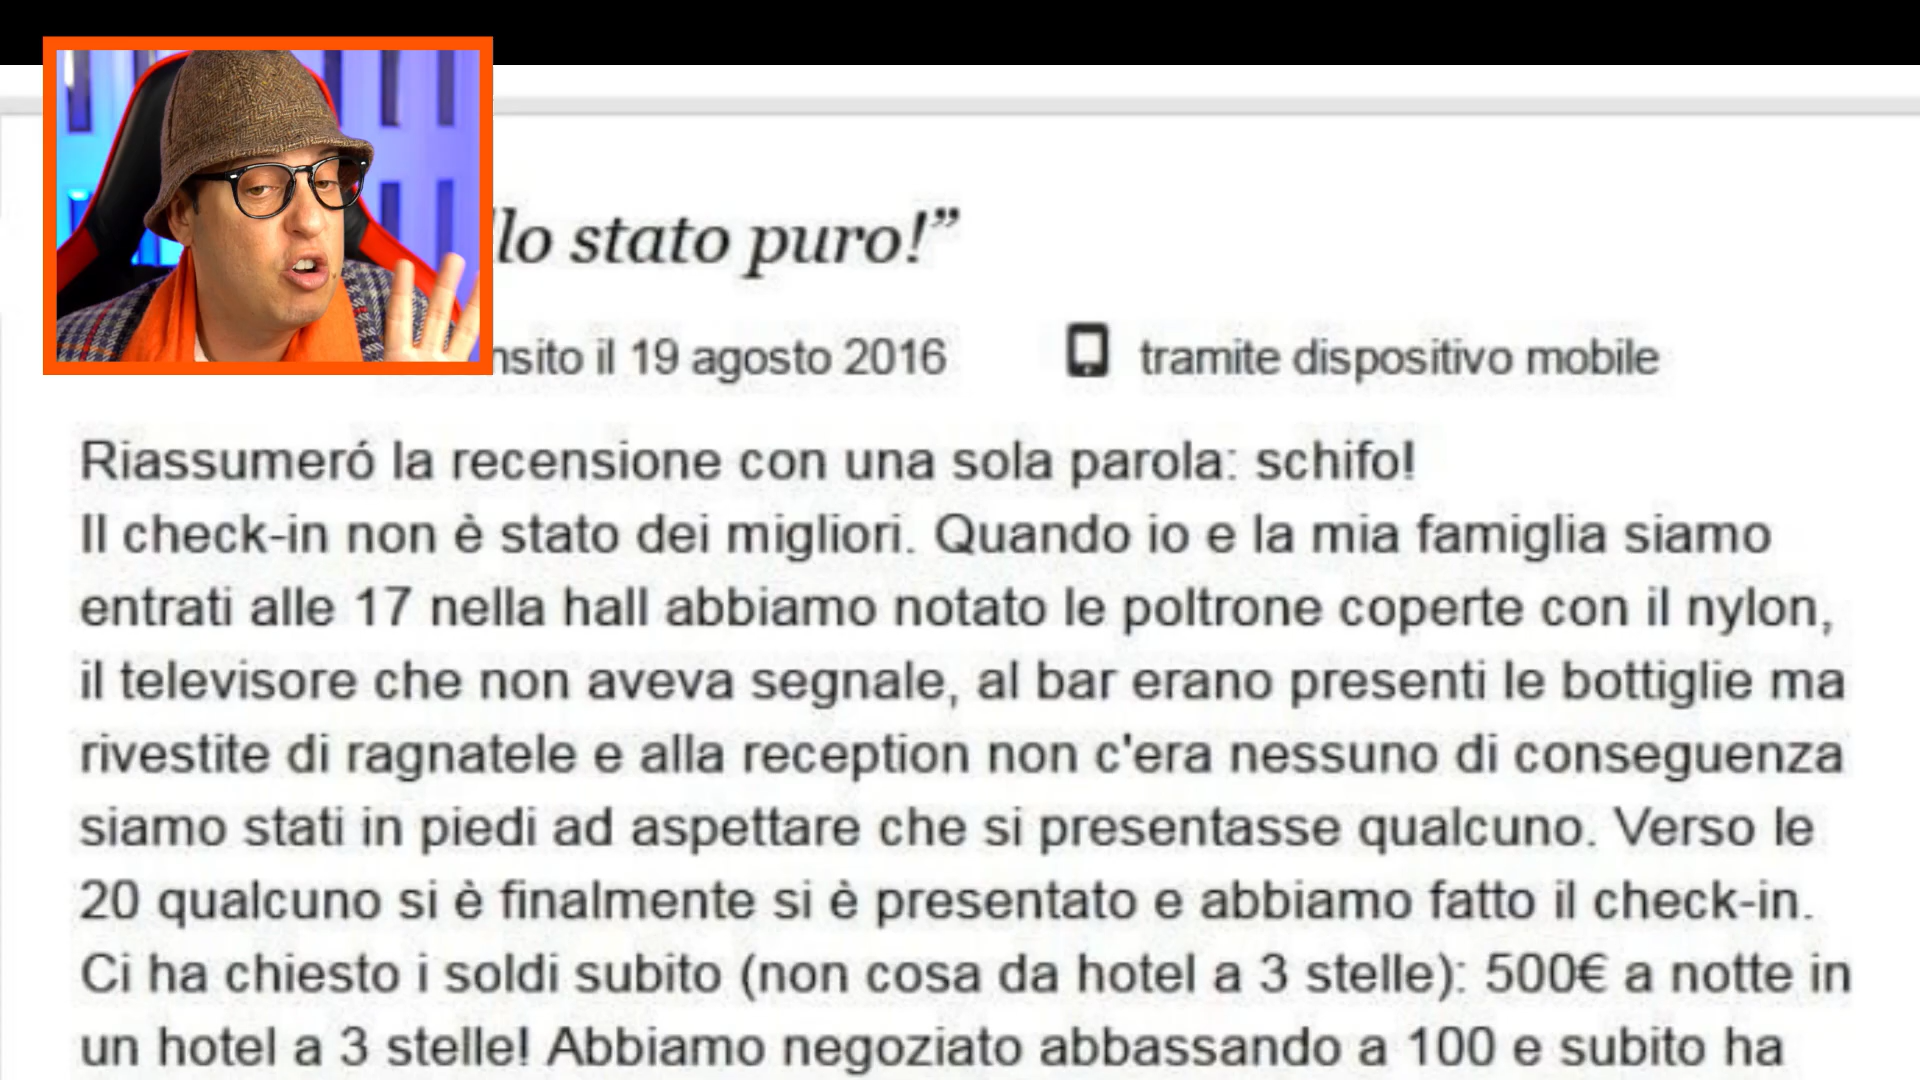 lo stato puro!”
nsito il 19 agosto 2016 tramite dispositivo mobile
Riassumeró la recensione con una sola parola: schifo!
Il check-in non è stato dei migliori. Quando io e la mia famiglia siamo
entrati alle 17 nella hall abbiamo notato le poltrone coperte con il nylon,
il televisore che non aveva segnale, al bar erano presenti le bottiglie ma
rivestite di ragnatele e alla reception non c'era nessuno di conseguenza
siamo stati in piedi ad aspettare che si presentasse qualcuno. Verso le
20 qualcuno si è finalmente si è presentato e abbiamo fatto il check-in.
Ci ha chiesto i soldi subito (non cosa da hotel a 3 stelle): 500€ a notte in
un hotel a 3 stelle! Abbiamo negoziato abbassando a 100 e subito ha